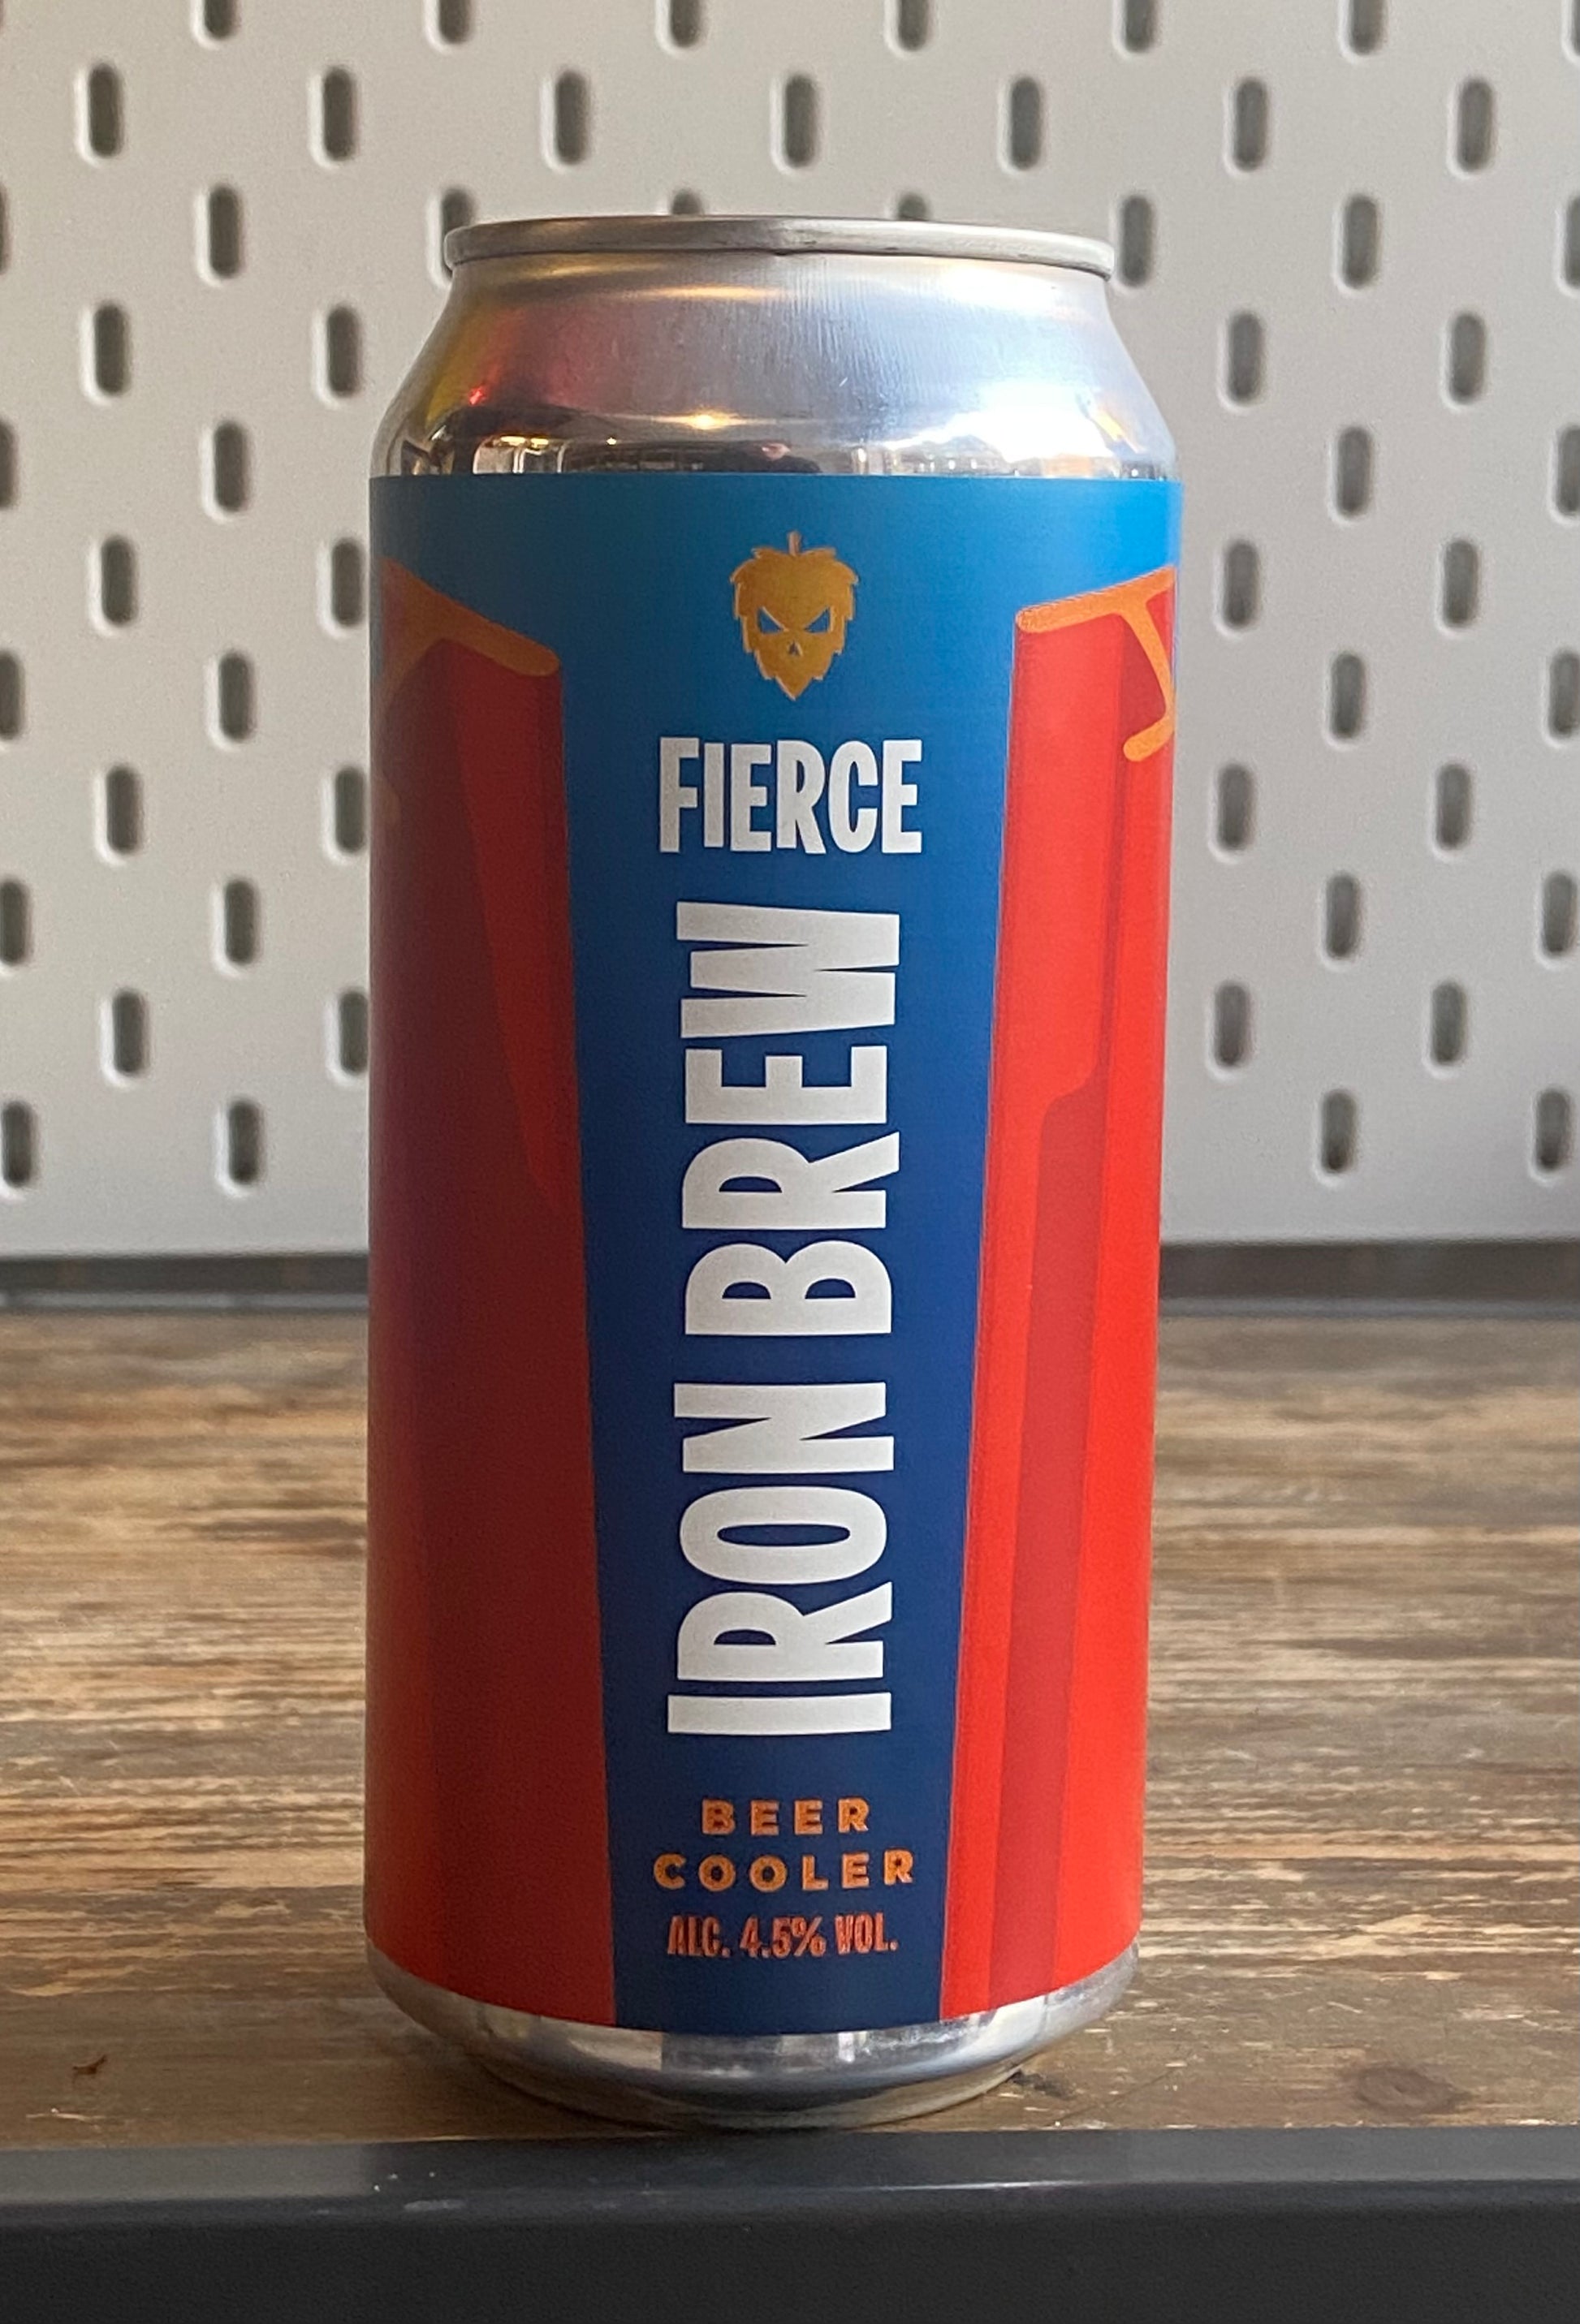 FIERCE
IRON BREW
BEER
COOLER
ALC. 4.5% VOL.